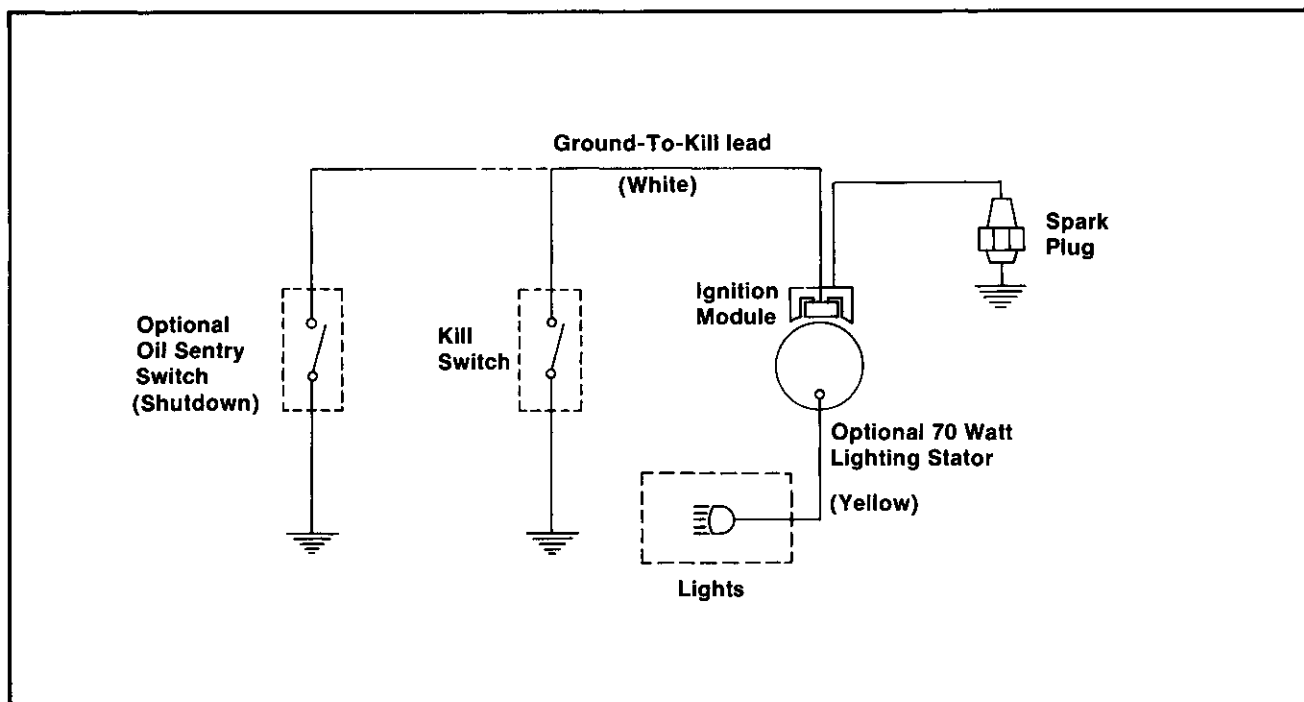 Ground-To-Kill lead
(White)
Spark
Plug
Ignition
Module
Optional
Oil Sentry
Switch
(Shutdown)
Kill
Switch
Optional 70 Watt
Lighting Stator
(Yellow)
Lights